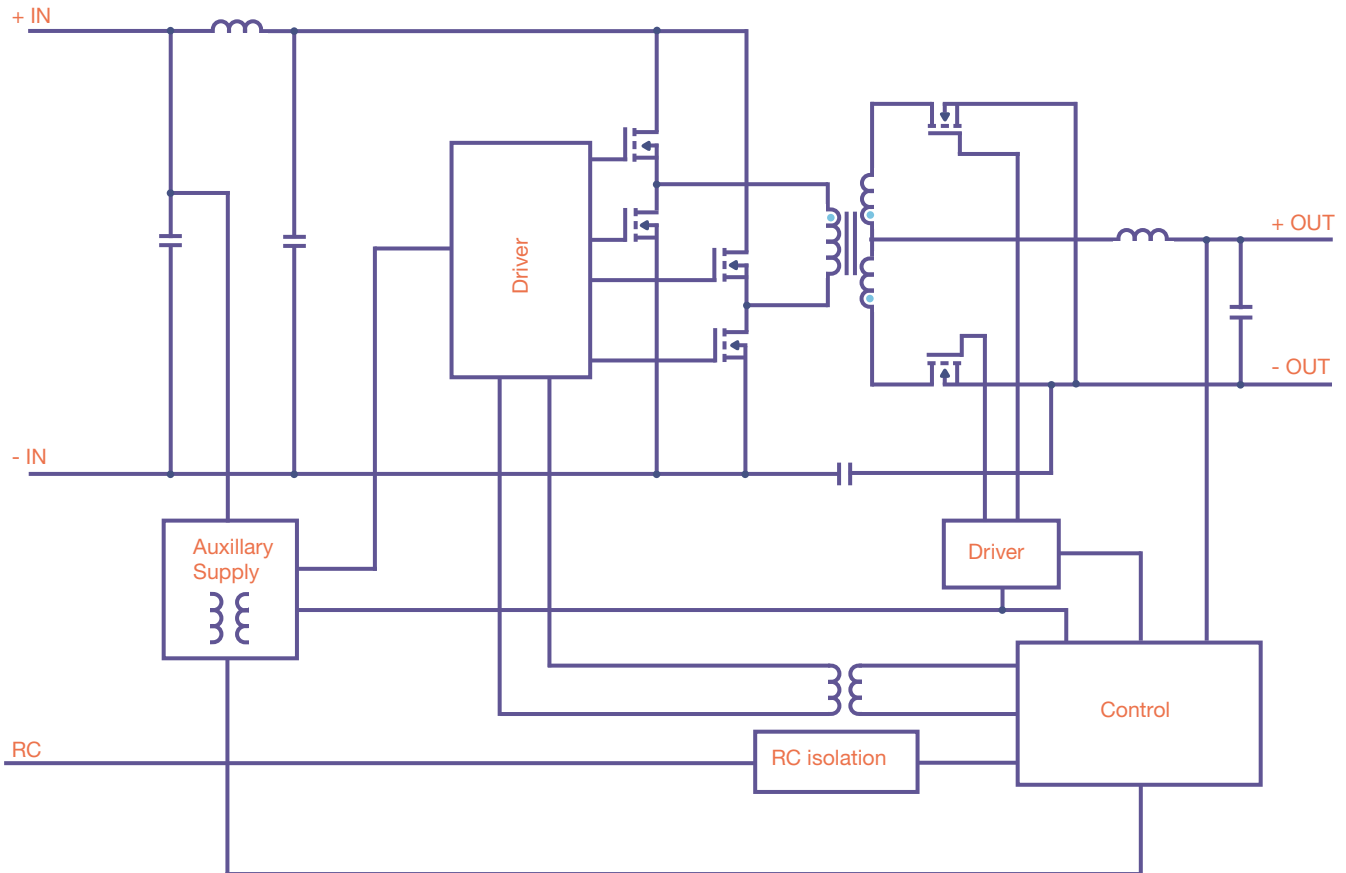 + IN
+ OUT
Driver
- OUT
- IN
Auxillary
Supply
Driver
Control
RC
RC isolation